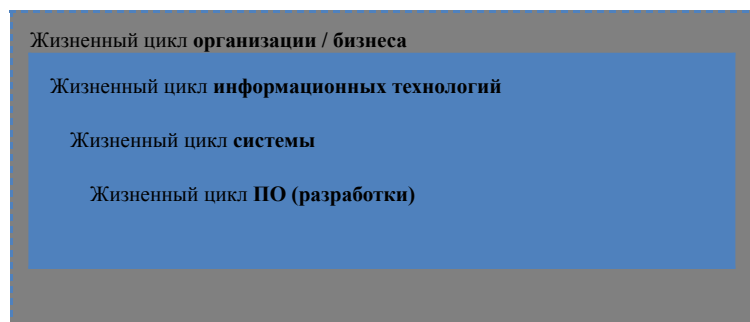 Жизненный цикл организации / бизнеса
Жизненный цикл информационных технологий
Жизненный цикл системы
Жизненный цикл ПО (разработки)